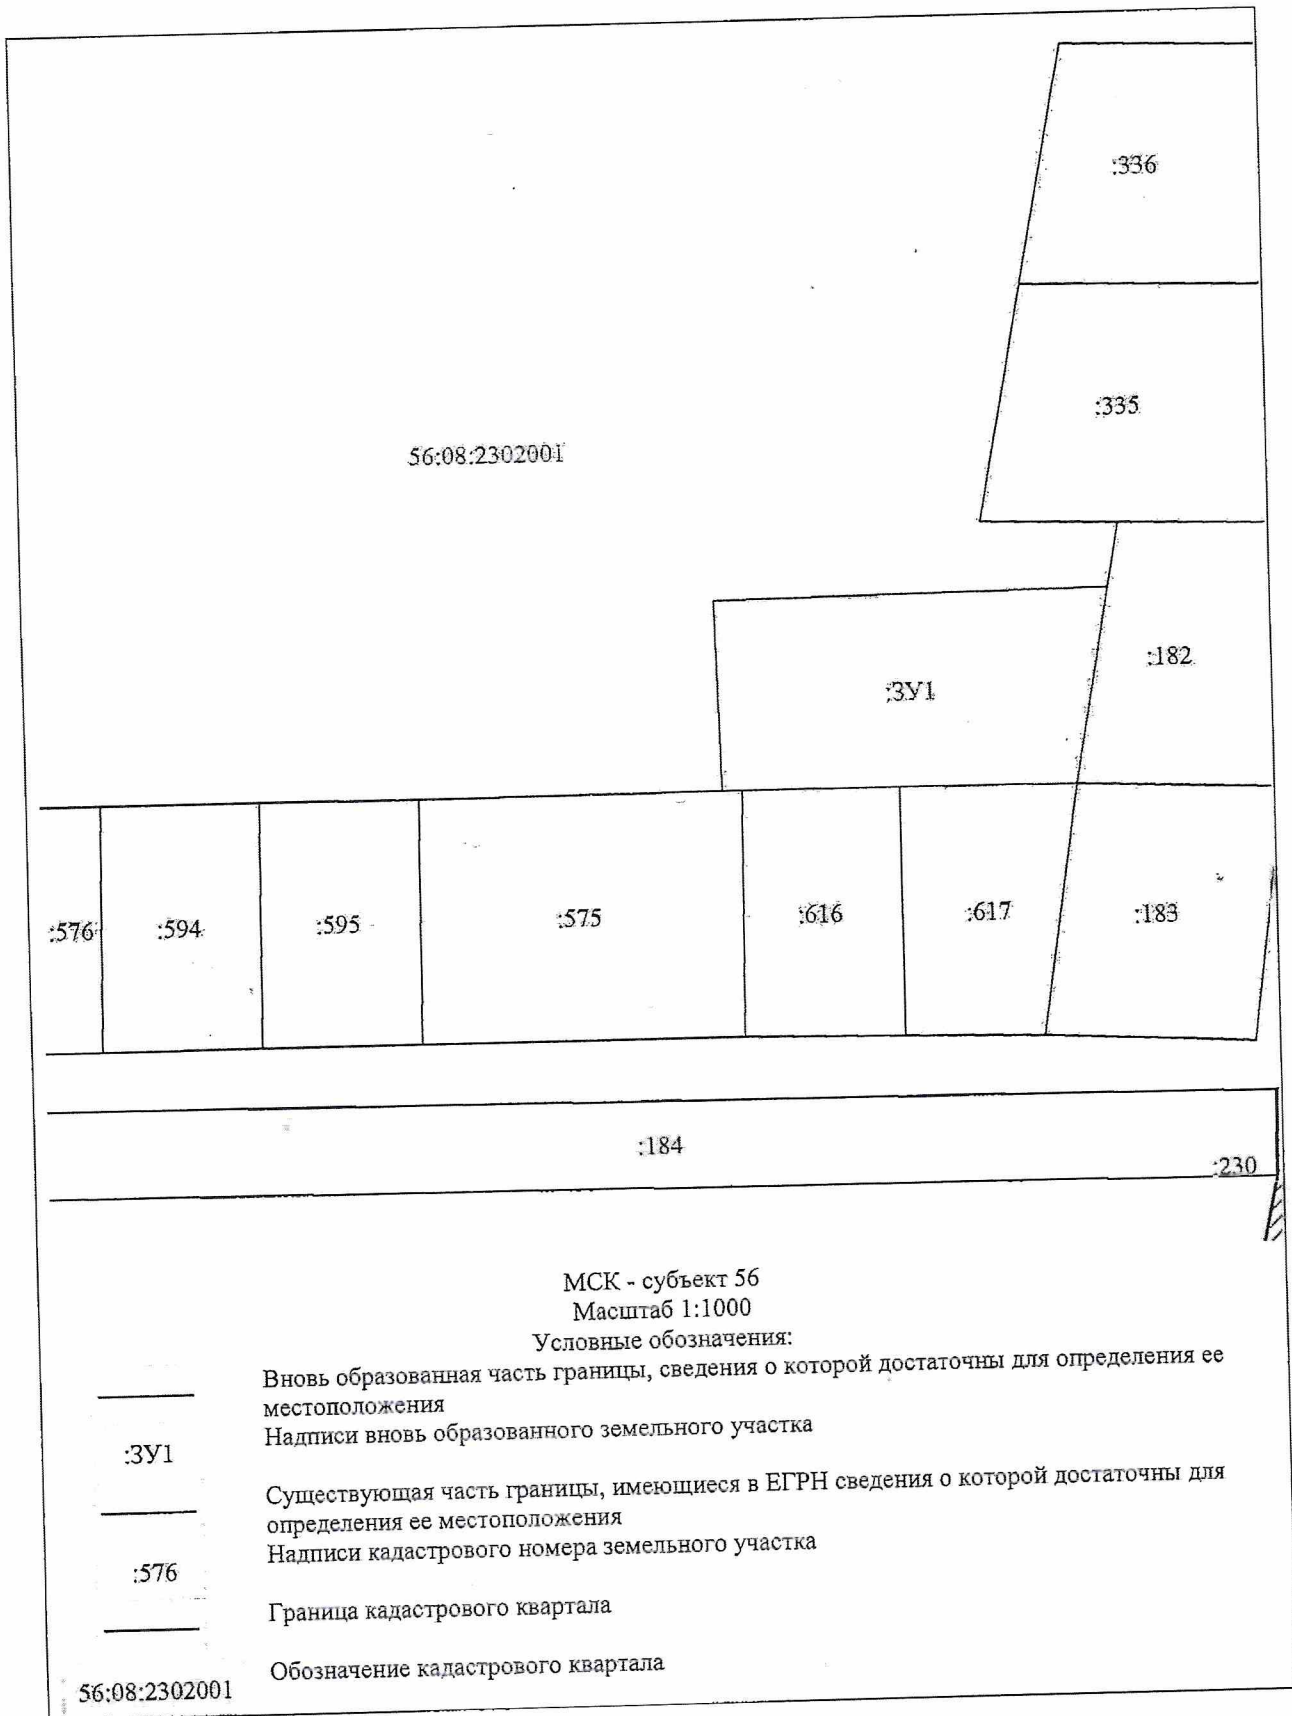 :336
:335
56:08:2302001
:182
:ЗУ1
:576
:594
:595
:575
:616
:617
:183
:184
:230
МСК - субъект 56
Масштаб 1:1000
Условные обозначения:
Вновь образованная часть границы, сведения о которой достаточны для определения ее
местоположения
:ЗУ1 Надписи вновь образованного земельного участка
Существующая часть границы, имеющиеся в ЕГРН сведения о которой достаточны для
определения ее местоположения
:576 Надписи кадастрового номера земельного участка
Граница кадастрового квартала
56:08:2302001 Обозначение кадастрового квартала